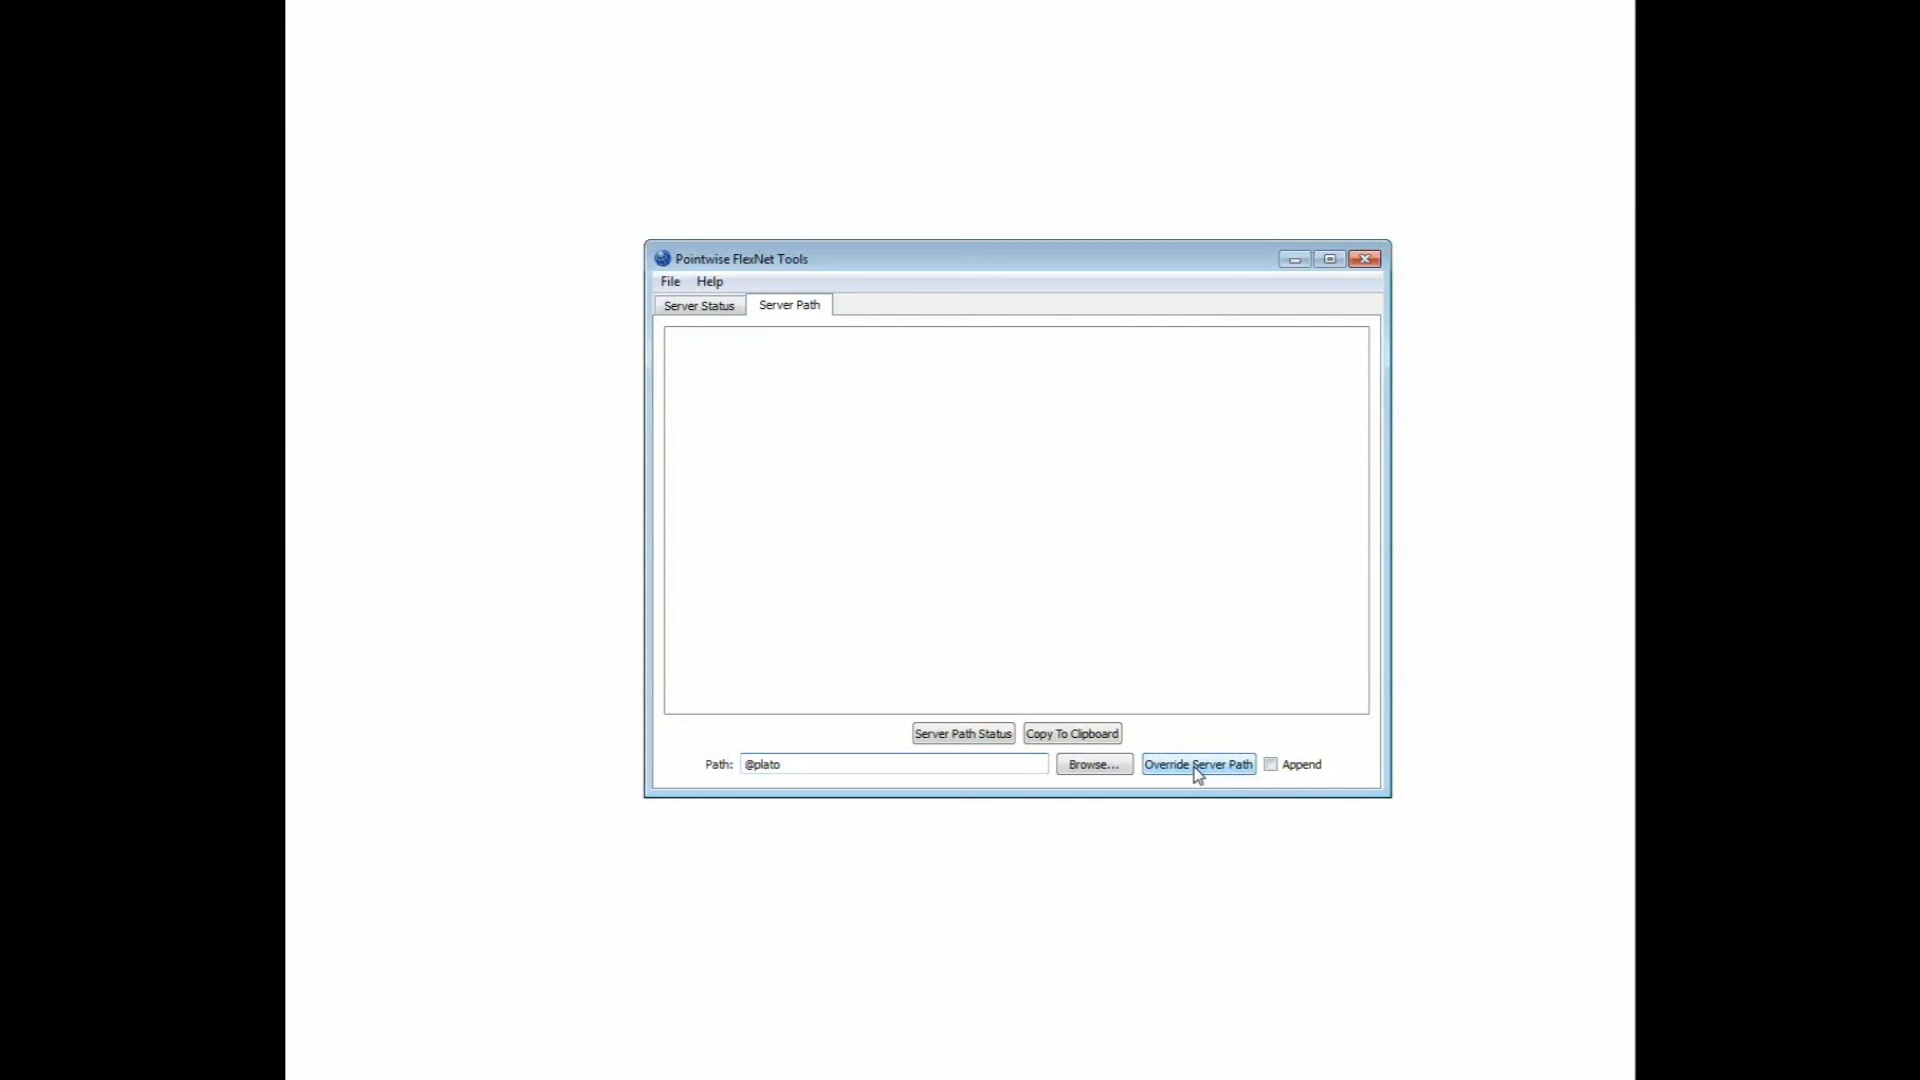 Pointwise FlexNet Tools
File Help
Server Status Server Path
Server Path Status Copy To Clipboard
Path: @plato Browse... Override Server Path Append